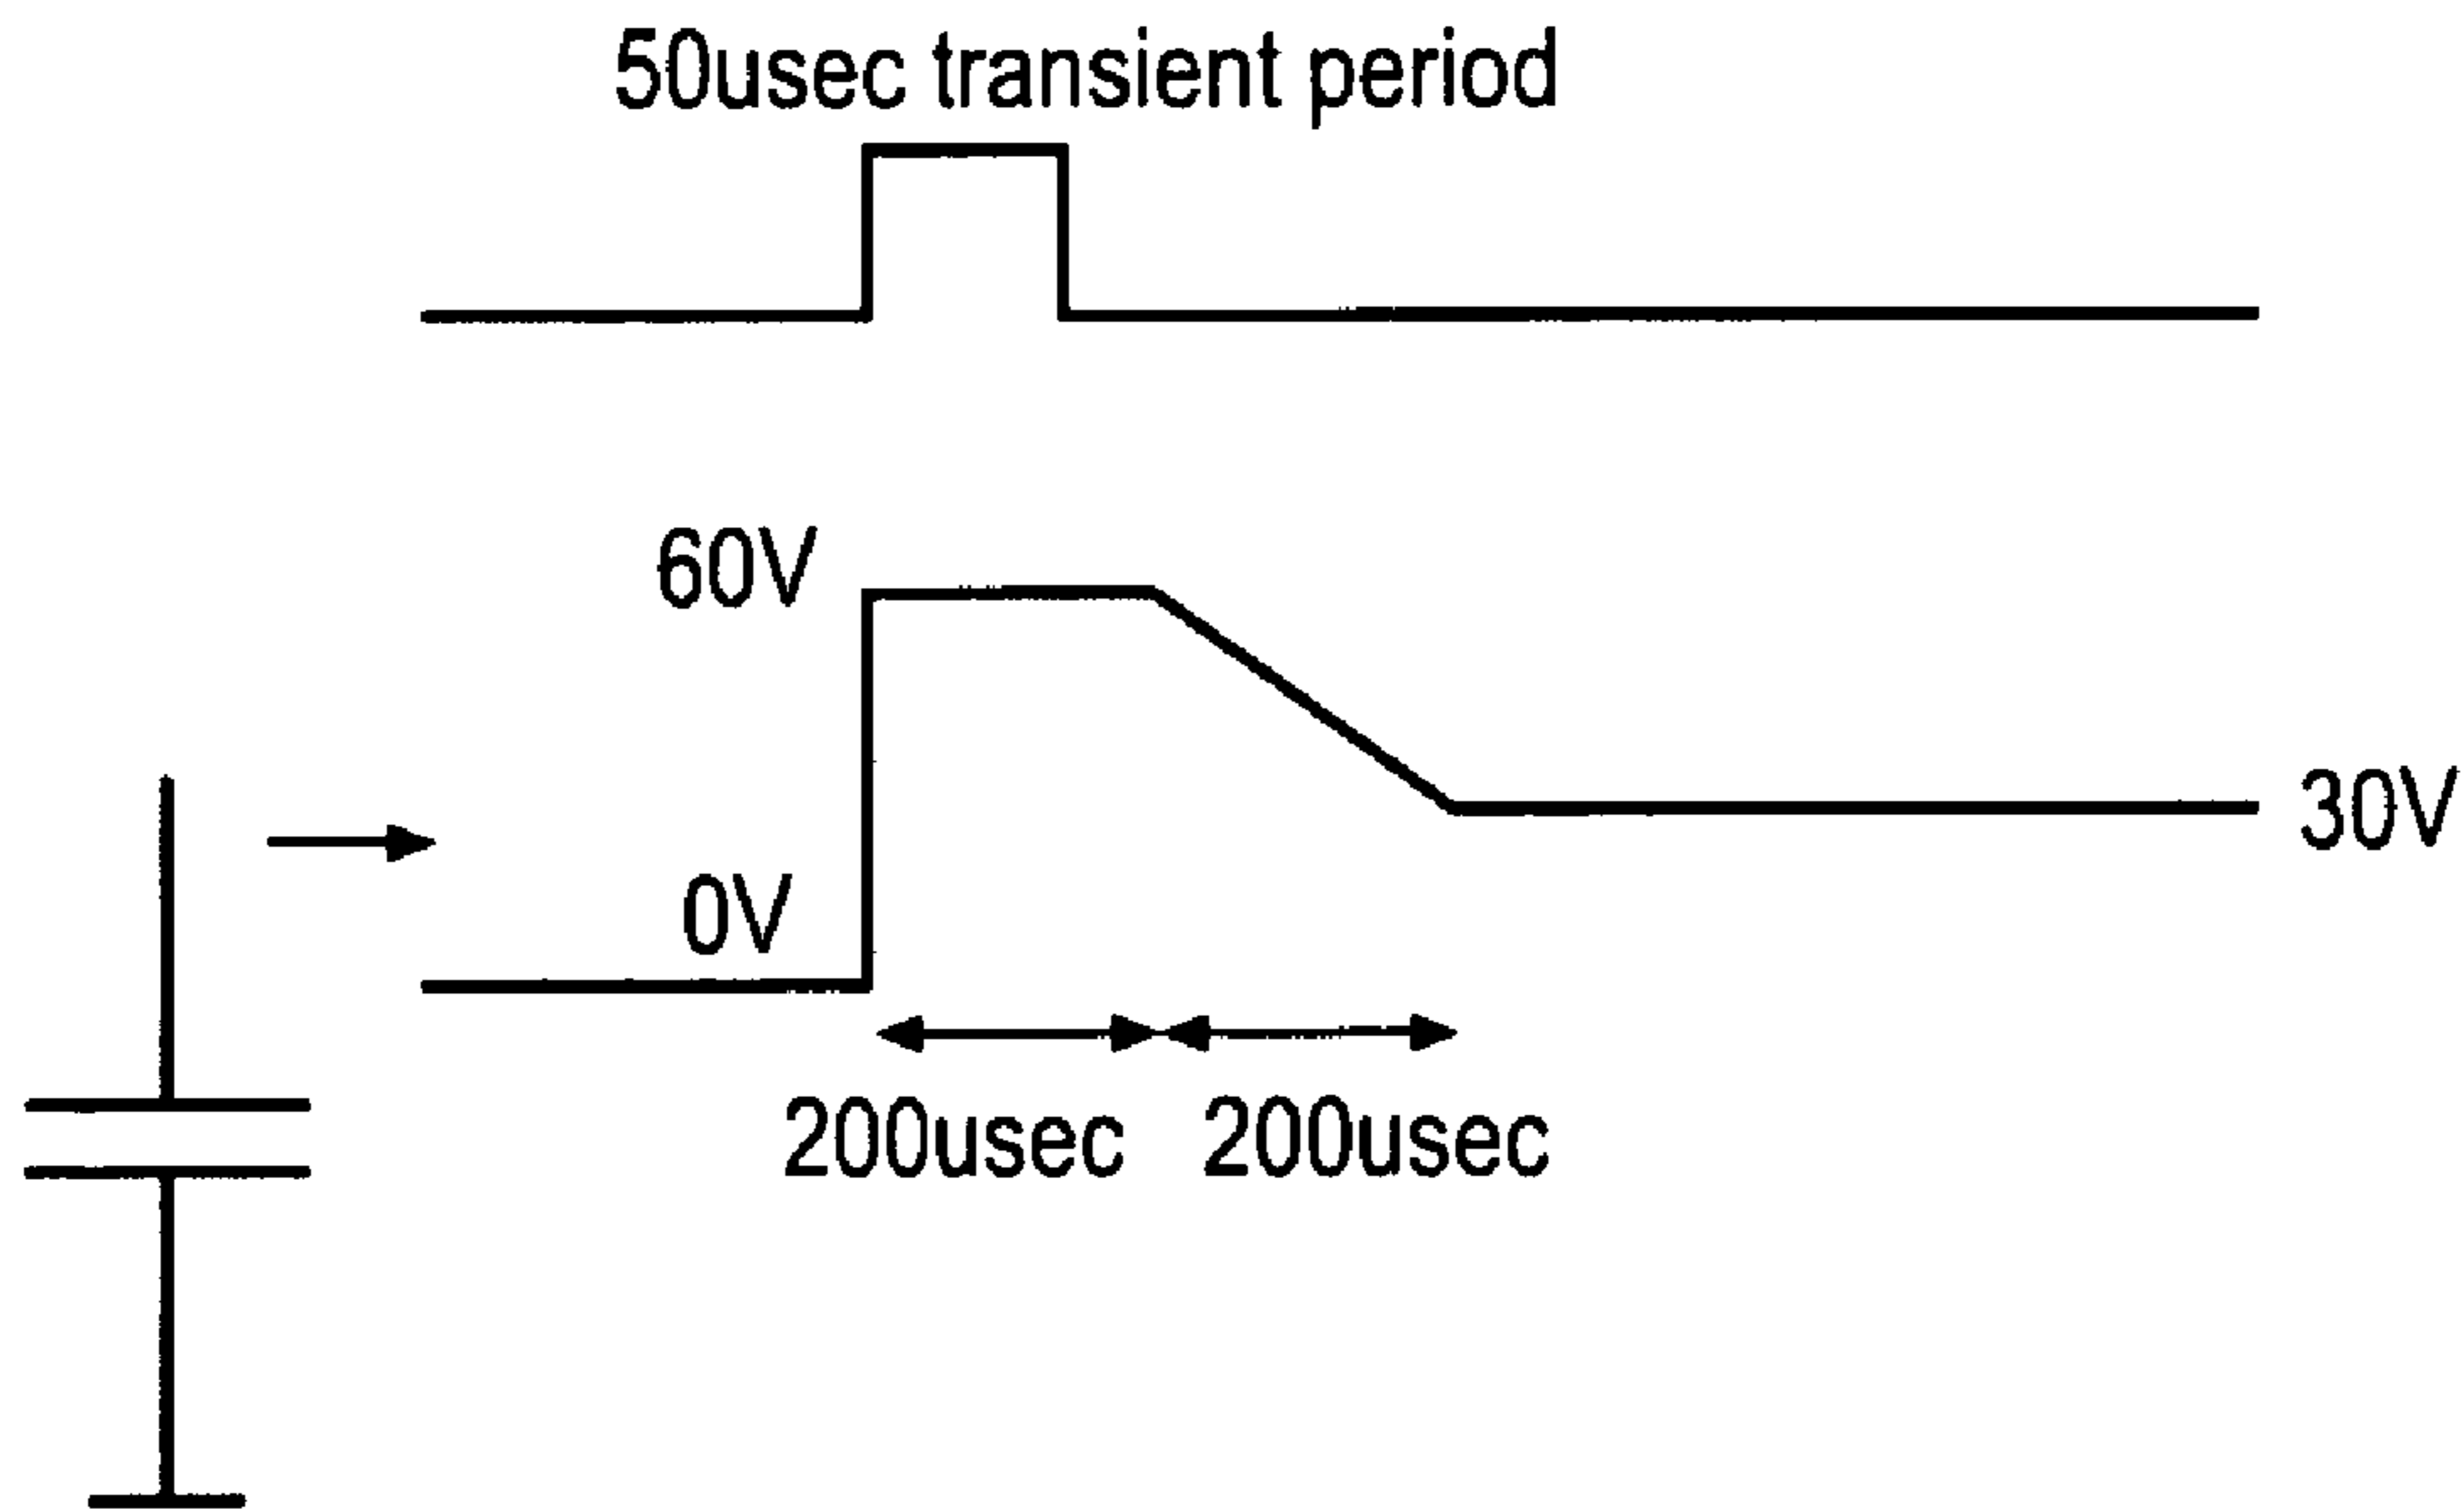 50usec transient period
60V
30V
0V
200usec 200usec